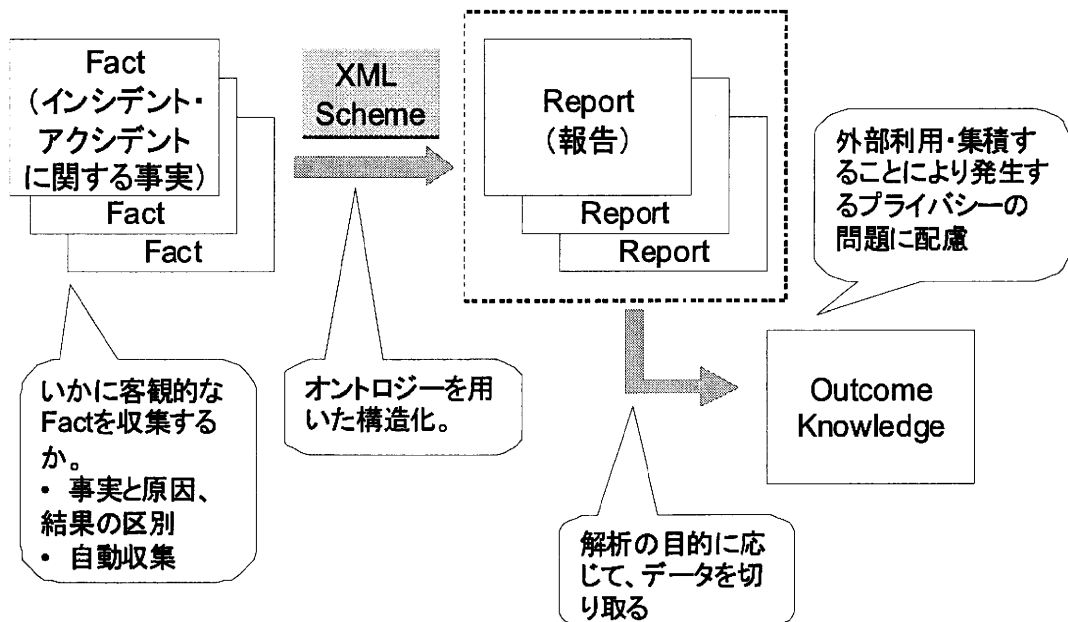 Fact
（インシデント・
アクシデント
に関する事実）
Fact
Fact
XML
Scheme
Report
（報告）
Report
Report
外部利用・集積す
ることにより発生す
るプライバシーの
問題に配慮
いかに客観的な
Factを収集する
か。
• 事実と原因、
結果の区別
• 自動収集
オントロジーを用
いた構造化。
Outcome
Knowledge
解析の目的に応
じて、データを切
り取る